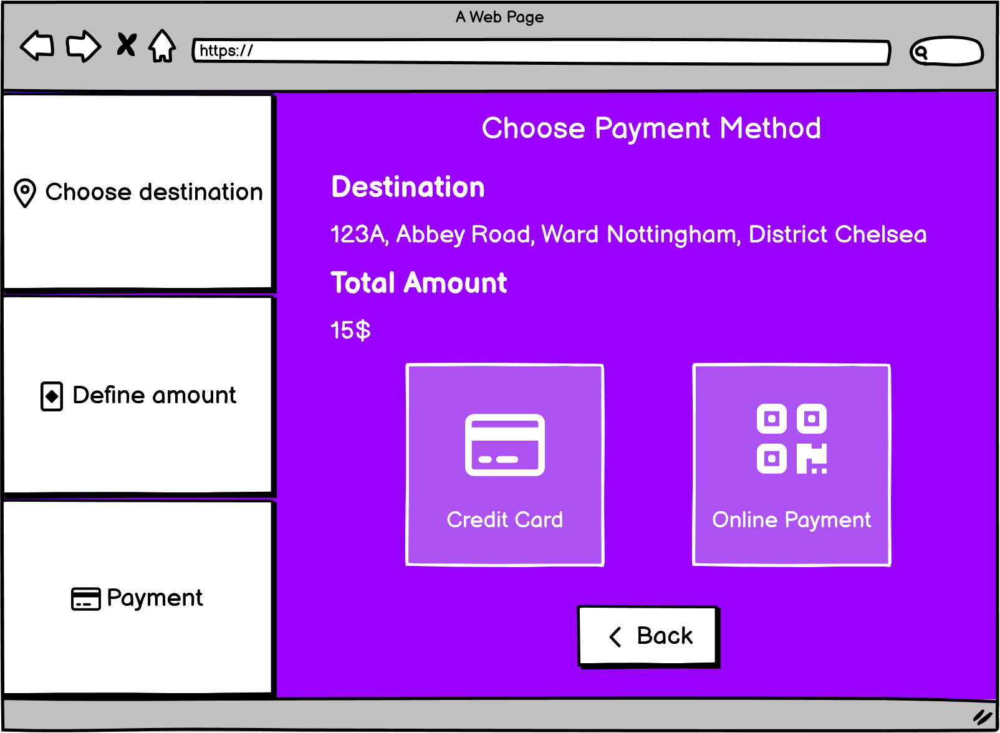 A Web Page
https://
Choose destination
Define amount
Payment
Choose Payment Method
Destination
123A, Abbey Road, Ward Nottingham, District Chelsea
Total Amount
15$
Credit Card
Online Payment
Back